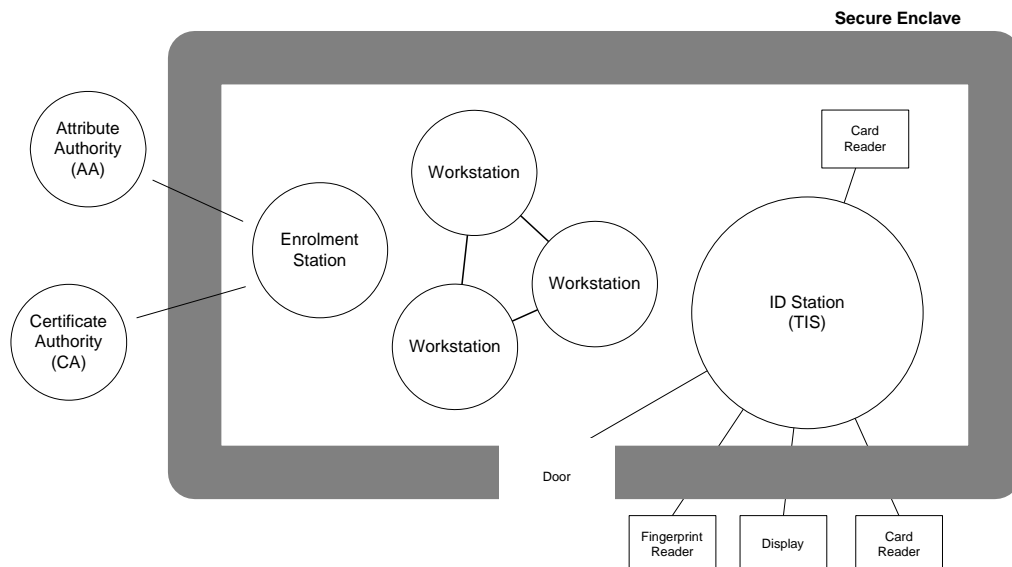 Secure Enclave
Attribute
Authority
(AA)
Card
Reader
Workstation
Enrolment
Station
Workstation
ID Station
(TIS)
Certificate
Authority
(CA)
Workstation
Door
Fingerprint
Reader
Display
Card
Reader